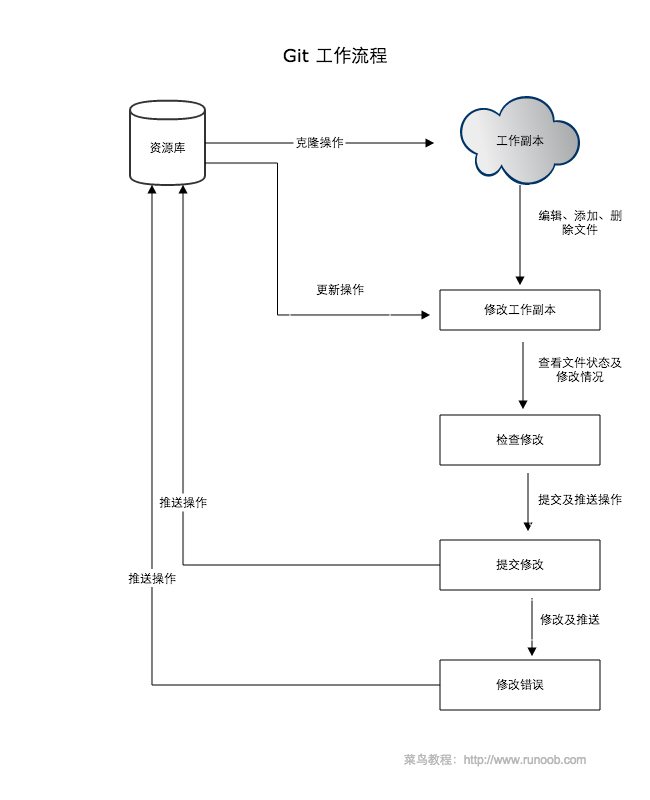 Git 工作流程
资源库
克隆操作
工作副本
编辑、添加、删
除文件
更新操作
修改工作副本
查看文件状态及
修改情况
检查修改
推送操作
提交及推送操作
提交修改
推送操作
修改及推送
修改错误
菜鸟教程：http://www.runoob.com